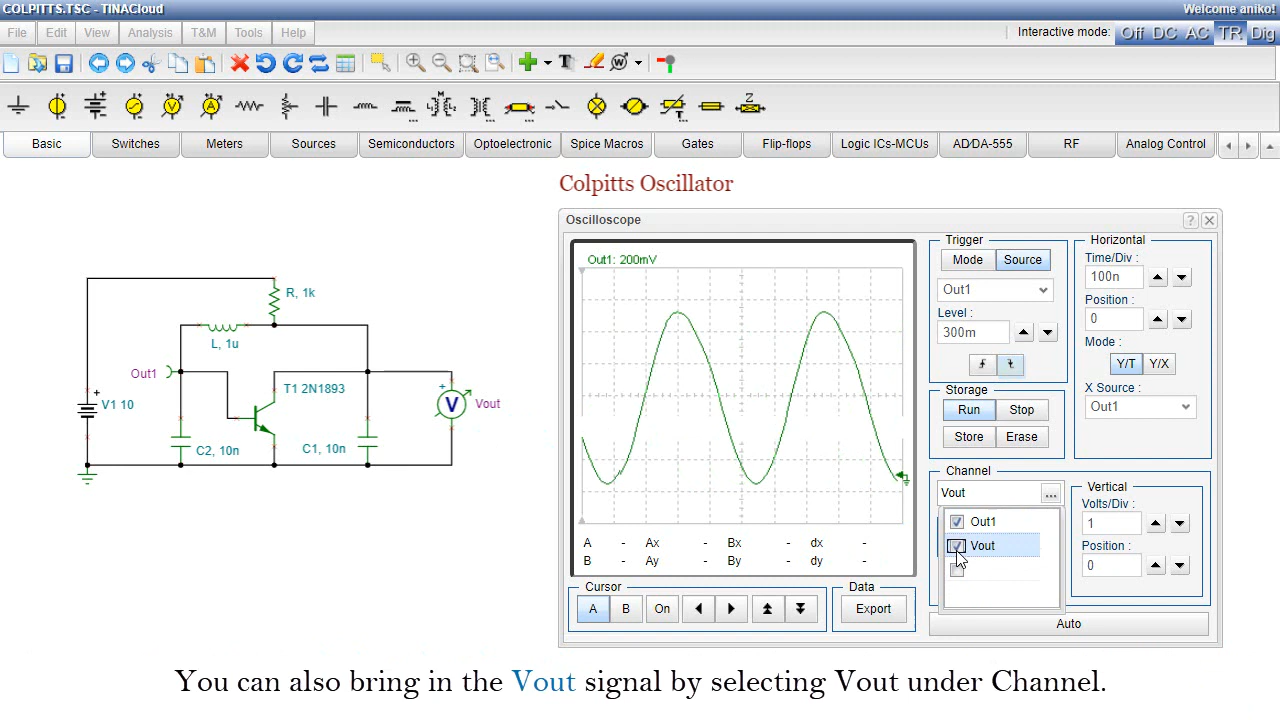 COLPITTS.TSC - TINACloud
Welcome aniko!
File Edit View Analysis T&M Tools Help
Interactive mode: Off DC AC TR Dig
Basic Switches Meters Sources Semiconductors Optoelectronic Spice Macros Gates Flip-flops Logic ICs-MCUs AD/DA-555 RF Analog Control
Colpitts Oscillator
R, 1k
L, 1u
Out1
T1 2N1893
+
V1 10
+
V
Vout
C2, 10n
C1, 10n
Oscilloscope
?
Out1: 200mV
A - Ax - Bx - dx -
B - Ay - By - dy -
Cursor
A B On
Data
Export
Trigger
Mode Source
Out1
Level :
300m
Storage
Run Stop
Store Erase
Horizontal
Time/Div :
100n
Position :
0
Mode :
Y/T Y/X
X Source :
Out1
Channel
Vout ...
Out1
Vout
Vertical
Volts/Div :
1
Position :
0
Auto
You can also bring in the Vout signal by selecting Vout under Channel.